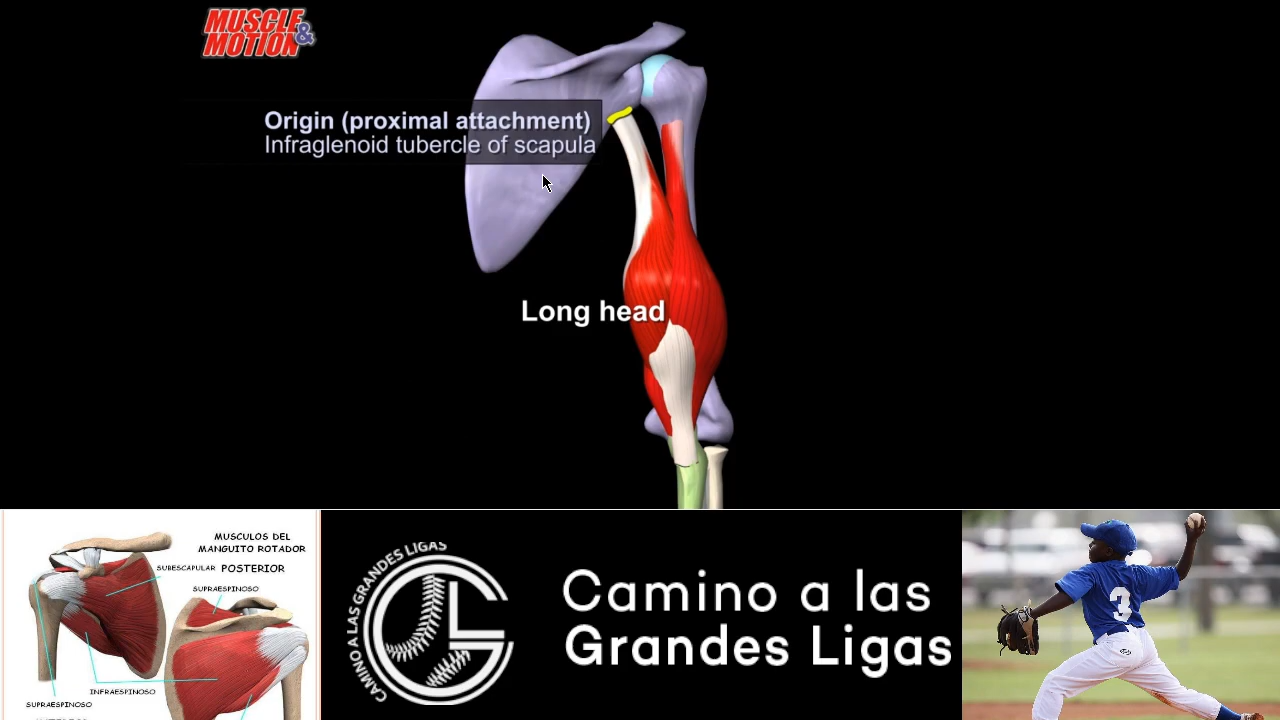 MUSCLE &
MOTION
Origin (proximal attachment)
Infraglenoid tubercle of scapula
Long head
MUSCULOS DEL
MANGUITO ROTADOR
SUBESCAPULAR POSTERIOR
SUPRAESPINOSO
INFRAESPINOSO
SUPRAESPINOSO
CAMINO A LAS GRANDES LIGAS
Camino a las
Grandes Ligas
3